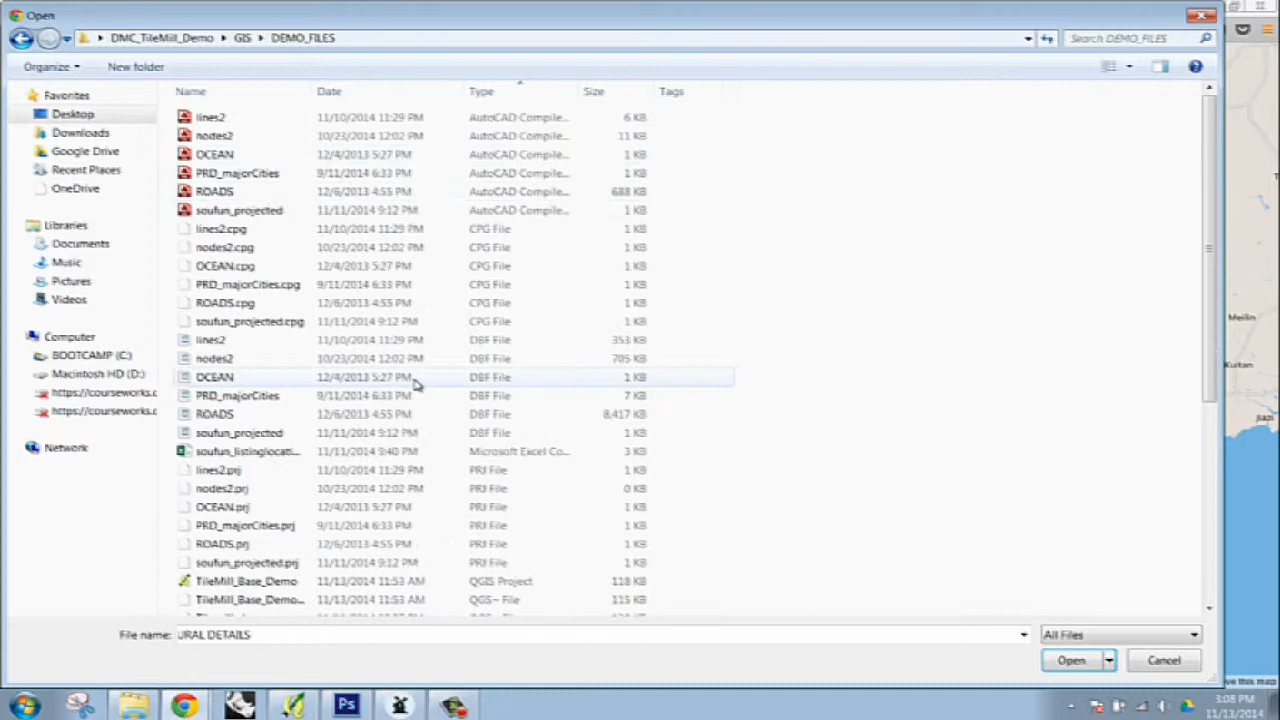 Open
DMC_TileMill_Demo GIS DEMO_FILES Search DEMO_FILES
Organize New folder
Name Date Type Size Tags
Favorites
Desktop
Downloads
Google Drive
Recent Places
OneDrive
Libraries
Documents
Music
Pictures
Videos
Computer
BOOTCAMP (C:)
Macintosh HD (D:)
https://courseworks.c
https://courseworks.c
Network
lines2 11/10/2014 11:29 PM AutoCAD Compile... 6 KB
nodes2 10/23/2014 12:02 PM AutoCAD Compile... 11 KB
OCEAN 12/4/2013 5:27 PM AutoCAD Compile... 1 KB
PRD_majorCities 9/11/2014 6:33 PM AutoCAD Compile... 1 KB
ROADS 12/6/2013 4:55 PM AutoCAD Compile... 688 KB
soufun_projected 11/11/2014 9:12 PM AutoCAD Compile... 1 KB
lines2.cpg 11/10/2014 11:29 PM CPG File 1 KB
nodes2.cpg 10/23/2014 12:02 PM CPG File 1 KB
OCEAN.cpg 12/4/2013 5:27 PM CPG File 1 KB
PRD_majorCities.cpg 9/11/2014 6:33 PM CPG File 1 KB
ROADS.cpg 12/6/2013 4:55 PM CPG File 1 KB
soufun_projected.cpg 11/11/2014 9:12 PM CPG File 1 KB
lines2 11/10/2014 11:29 PM DBF File 353 KB
nodes2 10/23/2014 12:02 PM DBF File 705 KB
OCEAN 12/4/2013 5:27 PM DBF File 1 KB
PRD_majorCities 9/11/2014 6:33 PM DBF File 7 KB
ROADS 12/6/2013 4:55 PM DBF File 8,417 KB
soufun_projected 11/11/2014 9:12 PM DBF File 1 KB
soufun_listinglocati... 11/11/2014 9:40 PM Microsoft Excel Co... 3 KB
lines2.prj 11/10/2014 11:29 PM PRJ File 1 KB
nodes2.prj 10/23/2014 12:02 PM PRJ File 0 KB
OCEAN.prj 12/4/2013 5:27 PM PRJ File 1 KB
PRD_majorCities.prj 9/11/2014 6:33 PM PRJ File 1 KB
ROADS.prj 12/6/2013 4:55 PM PRJ File 1 KB
soufun_projected.prj 11/11/2014 9:12 PM PRJ File 1 KB
TileMill_Base_Demo 11/13/2014 11:53 AM QGIS Project 118 KB
TileMill_Base_Demo... 11/13/2014 11:53 AM QGS~ File 115 KB
File name: URAL DETAILS All Files
Open Cancel
Meilin
Kuitan
Jiazi
ve this map
Ps
3:08 PM
11/13/2014